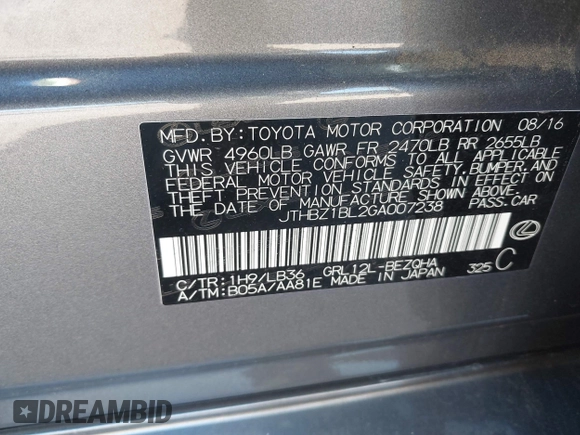 MFD. BY: TOYOTA MOTOR CORPORATION 08/16
GVWR 4960LB GAWR FR 2470LB RR 2655LB
THIS VEHICLE CONFORMS TO ALL APPLICABLE
FEDERAL MOTOR VEHICLE SAFETY, BUMPER, AND
THEFT PREVENTION STANDARDS IN EFFECT ON
THE DATE OF MANUFACTURE SHOWN ABOVE.
JTHBZ1BL2GA007238 PASS.CAR
C/TR:1H9/LB36 GRL12L-BEZQHA 325 C
A/TM:B05A/AA81E MADE IN JAPAN
DREAMBID